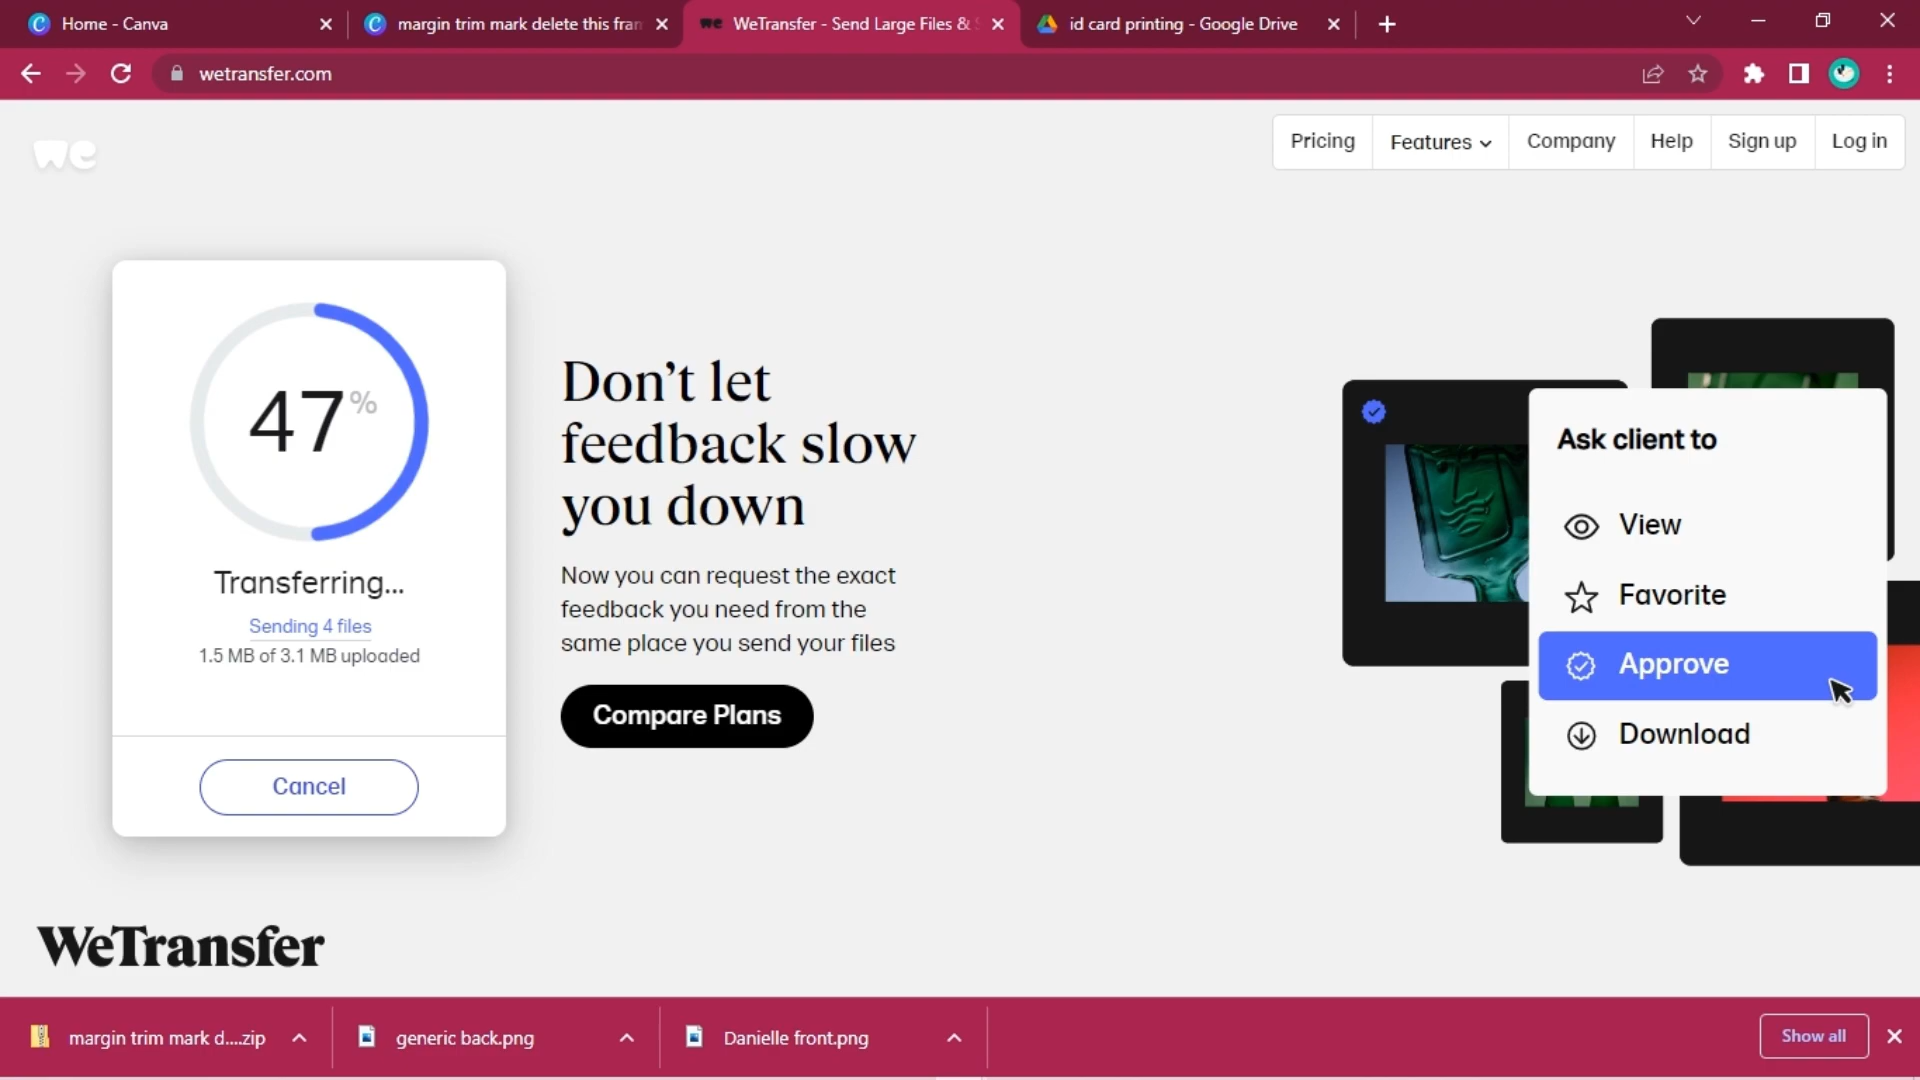 Home - Canva
margin trim mark delete this fran
WeTransfer - Send Large Files & S
id card printing - Google Drive
wetransfer.com
we
Pricing
Features
Company
Help
Sign up
Log in
47%
Transferring...
Sending 4 files
1.5 MB of 3.1 MB uploaded
Cancel
Don't let
feedback slow
you down
Now you can request the exact
feedback you need from the
same place you send your files
Compare Plans
Ask client to
View
Favorite
Approve
Download
WeTransfer
margin trim mark d....zip
generic back.png
Danielle front.png
Show all